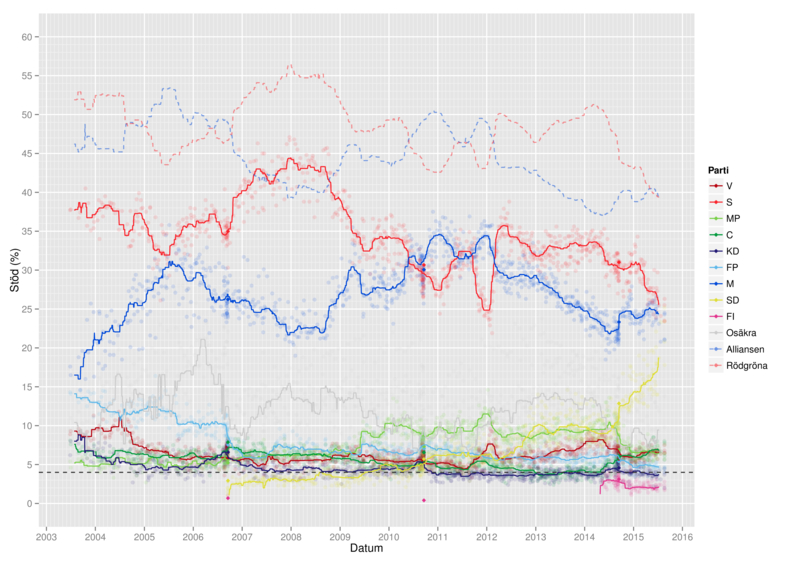 60
55
50
45
40
35
30
25
20
15
10
5
0
Stöd (%)
2003 2004 2005 2006 2007 2008 2009 2010 2011 2012 2013 2014 2015 2016
Datum
Parti
V
S
MP
C
KD
FP
M
SD
FI
Osäkra
Alliansen
Rödgröna